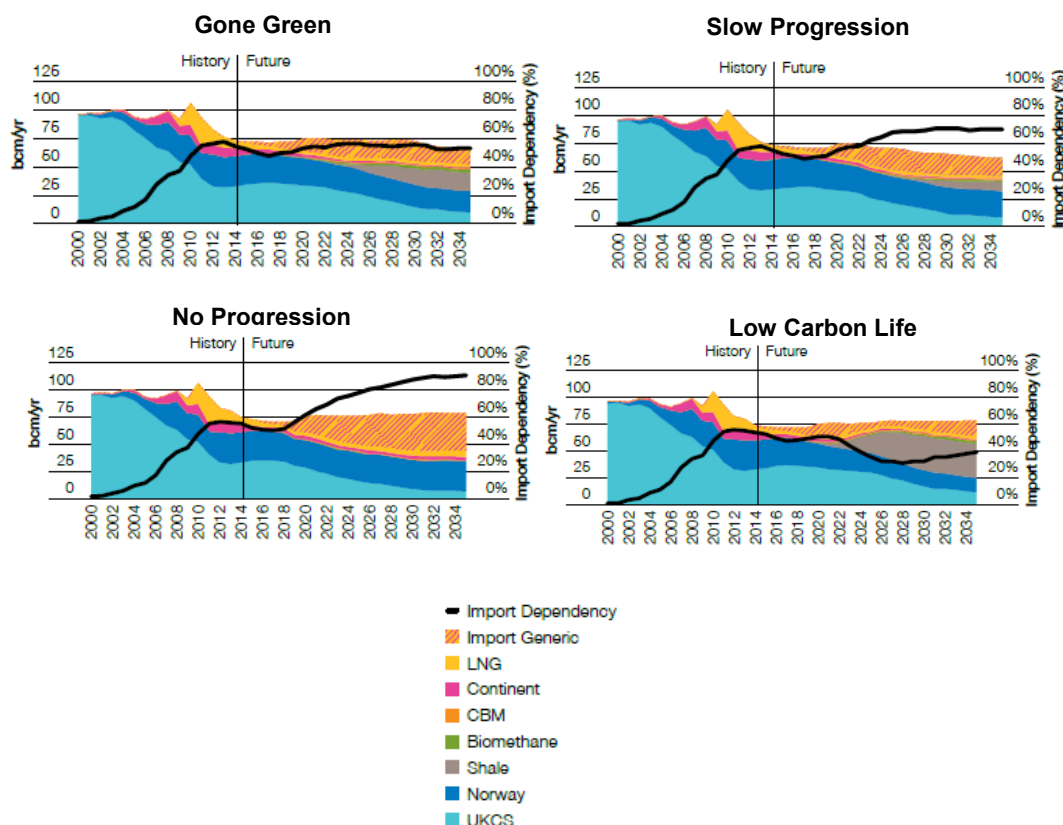 Gone Green
History Future
125
100
75
50
25
0
bcm/yr
100%
80%
60%
40%
20%
0%
Import Dependency (%)
2000 2002 2004 2006 2008 2010 2012 2014 2016 2018 2020 2022 2024 2026 2028 2030 2032 2034
Slow Progression
History Future
125
100
75
50
25
0
bcm/yr
100%
80%
60%
40%
20%
0%
Import Dependency (%)
2000 2002 2004 2006 2008 2010 2012 2014 2016 2018 2020 2022 2024 2026 2028 2030 2032 2034
No Progression
History Future
125
100
75
50
25
0
bcm/yr
100%
80%
60%
40%
20%
0%
Import Dependency (%)
2000 2002 2004 2006 2008 2010 2012 2014 2016 2018 2020 2022 2024 2026 2028 2030 2032 2034
Low Carbon Life
History Future
125
100
75
50
25
0
bcm/yr
100%
80%
60%
40%
20%
0%
Import Dependency (%)
2000 2002 2004 2006 2008 2010 2012 2014 2016 2018 2020 2022 2024 2026 2028 2030 2032 2034
Import Dependency
Import Generic
LNG
Continent
CBM
Biomethane
Shale
Norway
UKCS